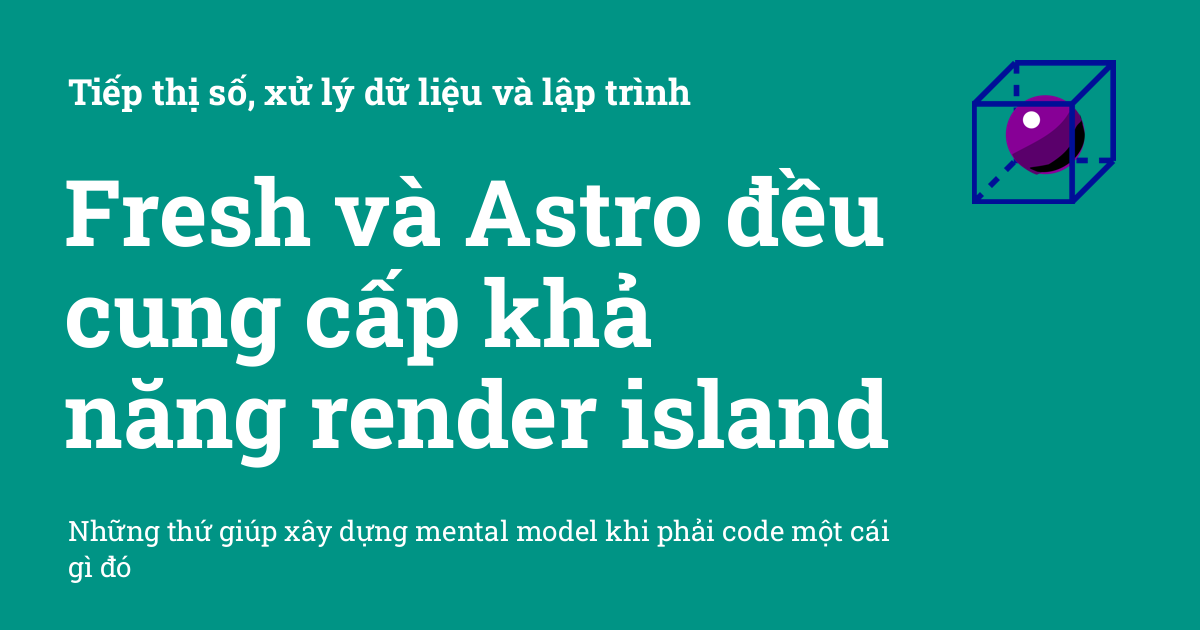 Tiếp thị số, xử lý dữ liệu và lập trình
Fresh và Astro đều
cung cấp khả
năng render island
Những thứ giúp xây dựng mental model khi phải code một cái
gì đó